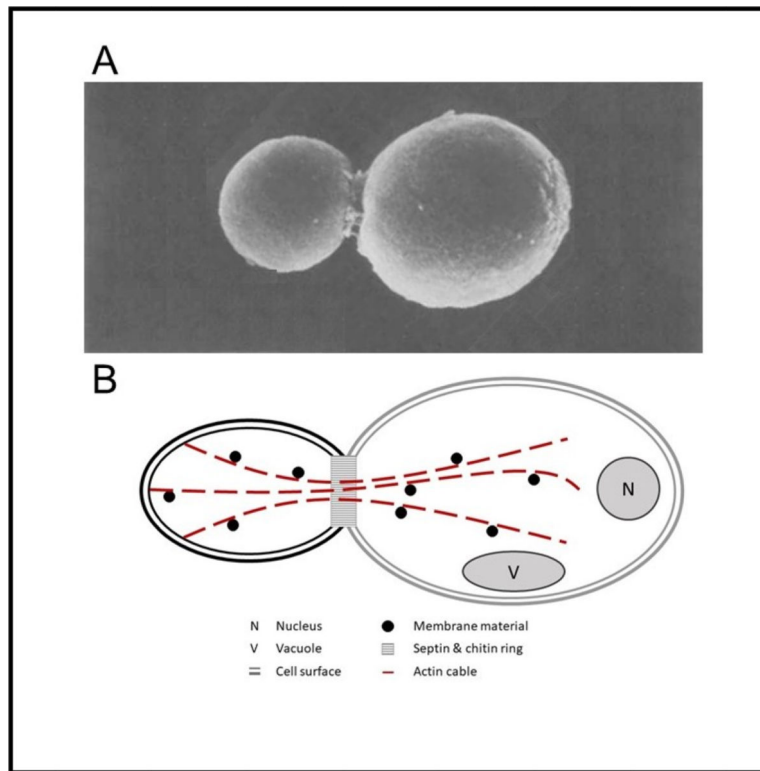 A
B
N
V
N Nucleus Membrane material
V Vacuole Septin & chitin ring
Cell surface Actin cable